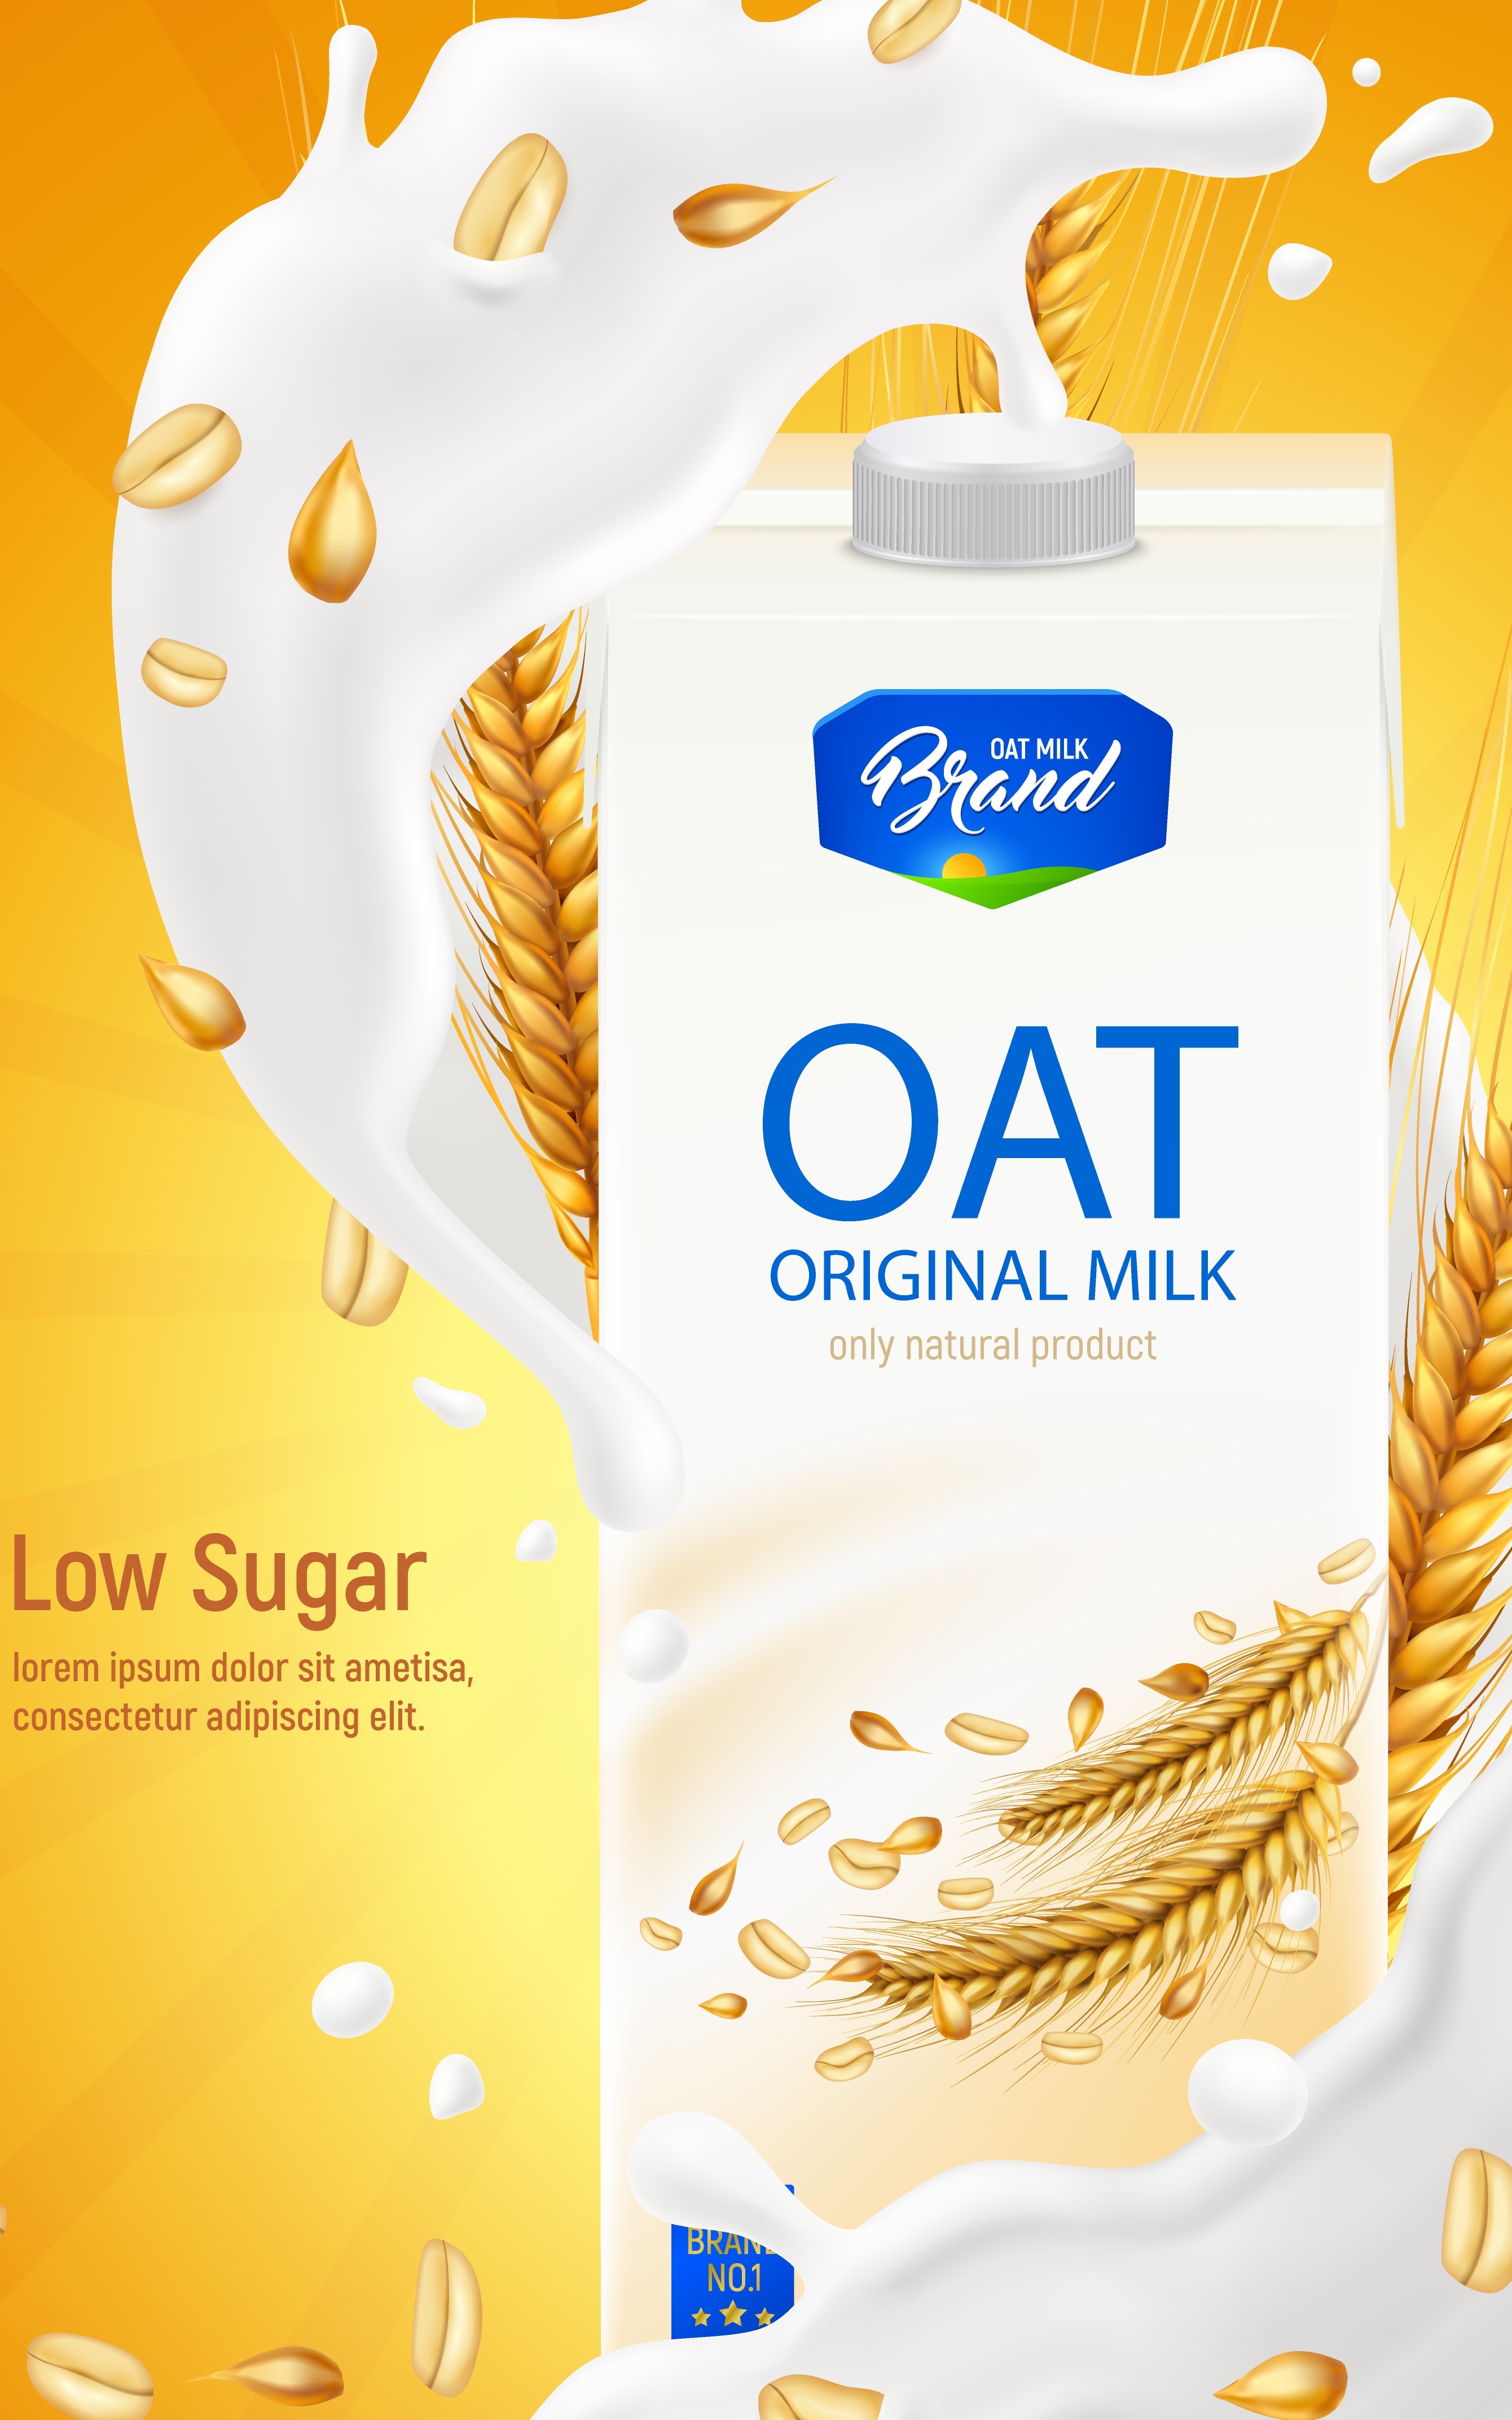 OAT MILK
Brand
OAT
ORIGINAL MILK
only natural product
Low Sugar
lorem ipsum dolor sit ametisa,
consectetur adipiscing elit.
BRAND
NO.1